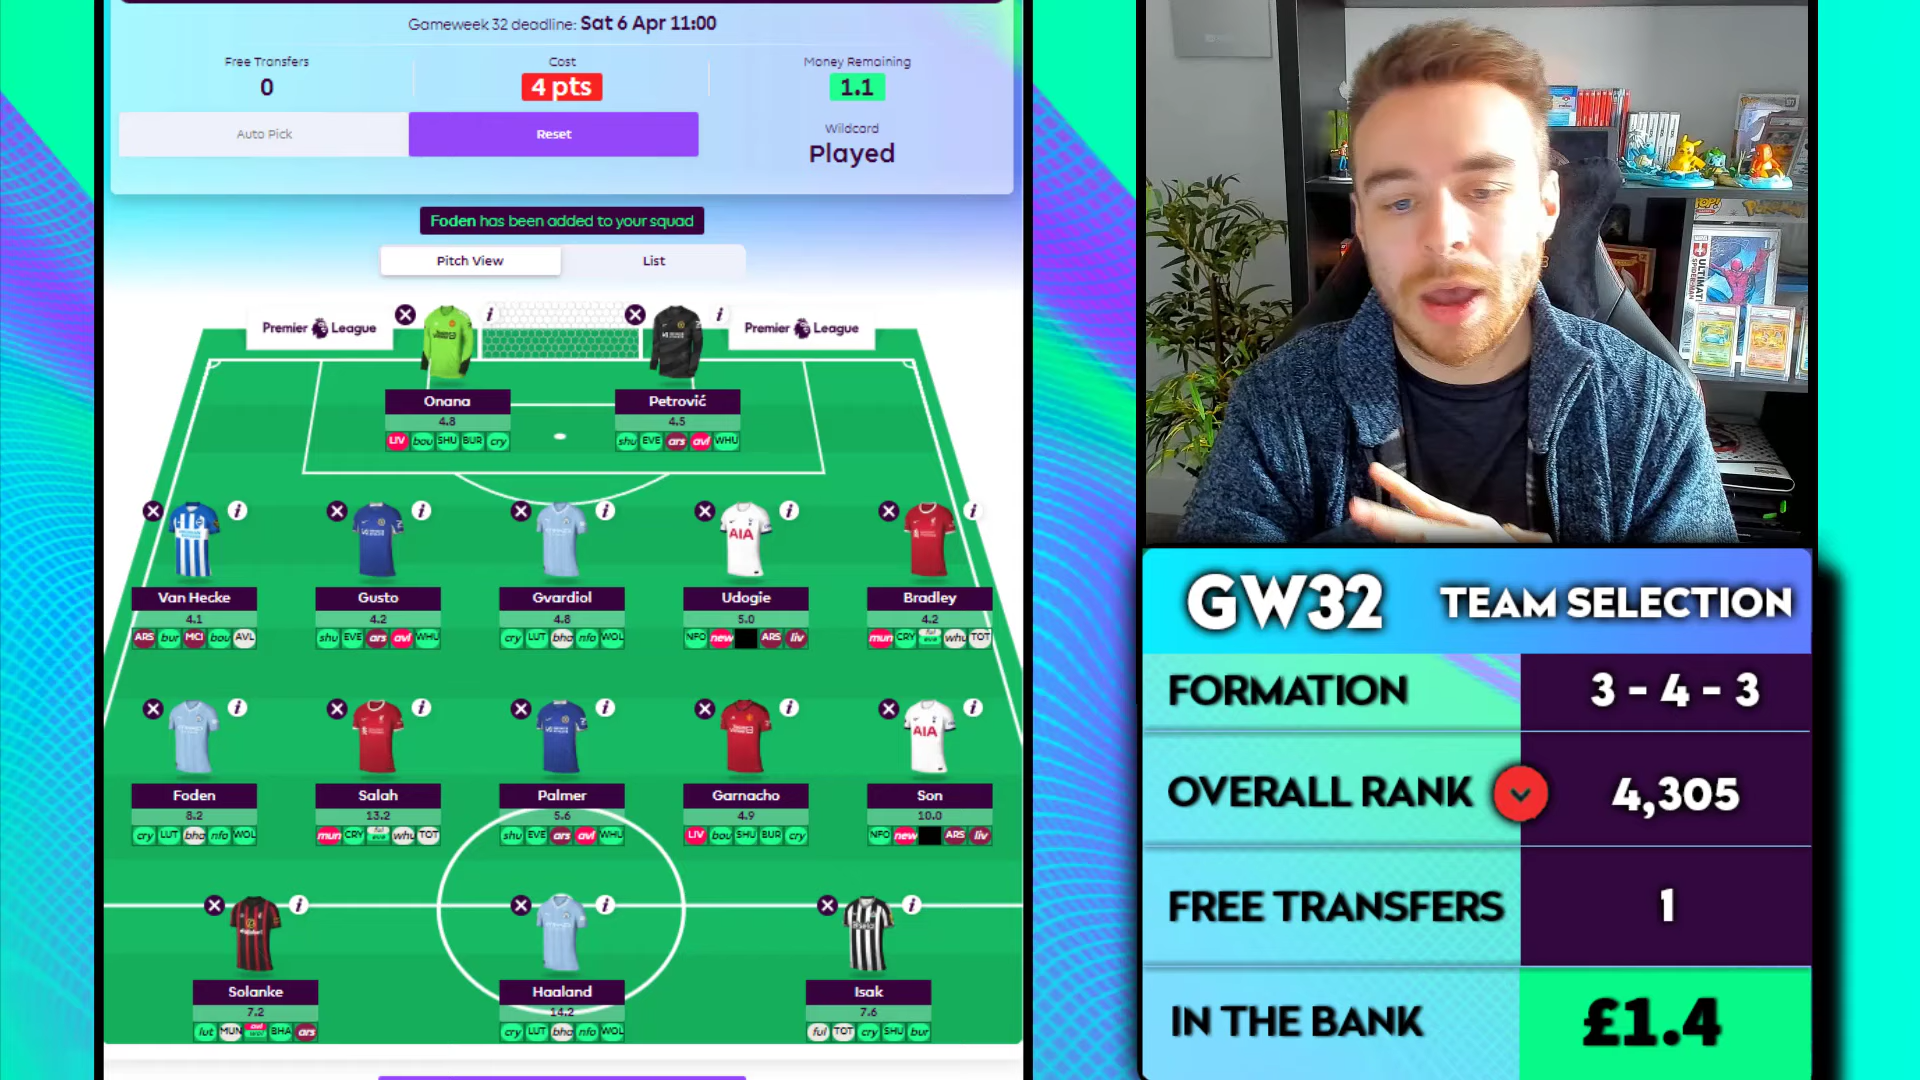 Gameweek 32 deadline: Sat 6 Apr 11:00
Free Transfers
Cost
Money Remaining
0
4 pts
1.1
Auto Pick
Reset
Wildcard
Played
Foden has been added to your squad
Pitch View
List
Premier League
Premier League
Onana
Petrović
4.8
4.5
LIV bou SHU BUR cry
shu EVE ars avl WHU
AIA
Van Hecke
Gusto
Gvardiol
Udogie
Bradley
4.1
4.2
4.8
5.0
4.2
ARS bur MCI bou AVL
shu EVE ars avl WHU
cry LUT bha nfo WOL
NFO new ARS liv
mun CRY ful eve whu TOT
AIA
Foden
Salah
Palmer
Garnacho
Son
8.2
13.2
5.6
4.9
10.0
cry LUT bha nfo WOL
mun CRY ful eve whu TOT
shu EVE ars avl WHU
LIV bou SHU BUR cry
NFO new ARS liv
Solanke
Haaland
Isak
7.2
14.2
7.6
lut MUN avl BHA ars
cry LUT bha nfo WOL
ful TOT cry SHU bur
GW32 TEAM SELECTION
FORMATION 3 - 4 - 3
OVERALL RANK 4,305
FREE TRANSFERS 1
IN THE BANK £1.4